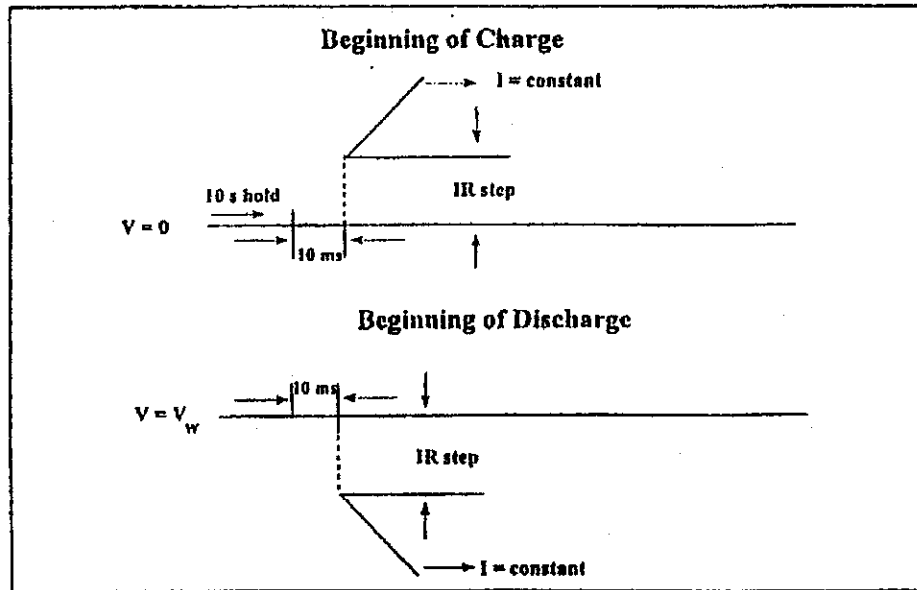 Beginning of Charge
I = constant
10 s hold
IR step
V = 0
10 ms
Beginning of Discharge
10 ms
V = V_W
IR step
I = constant